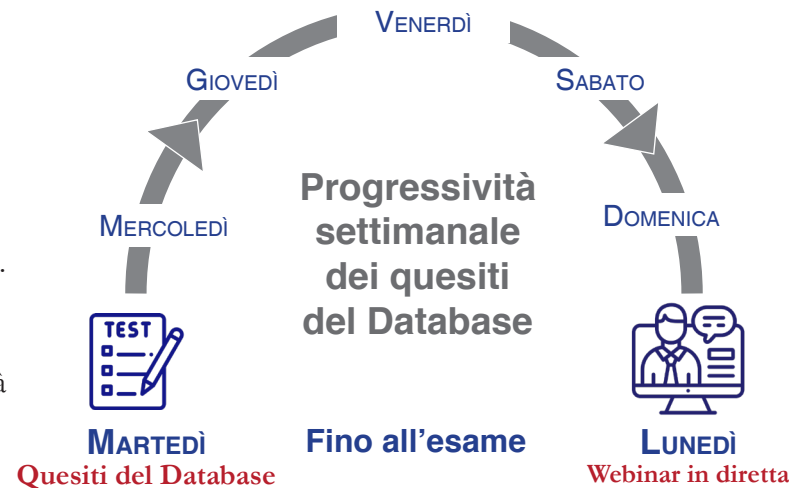 VENERDÌ
GIOVEDÌ
SABATO
Progressività
settimanale
dei quesiti
del Database
MERCOLEDÌ
DOMENICA
.
TEST
à
MARTEDÌ
Quesiti del Database
Fino all'esame
LUNEDÌ
Webinar in diretta